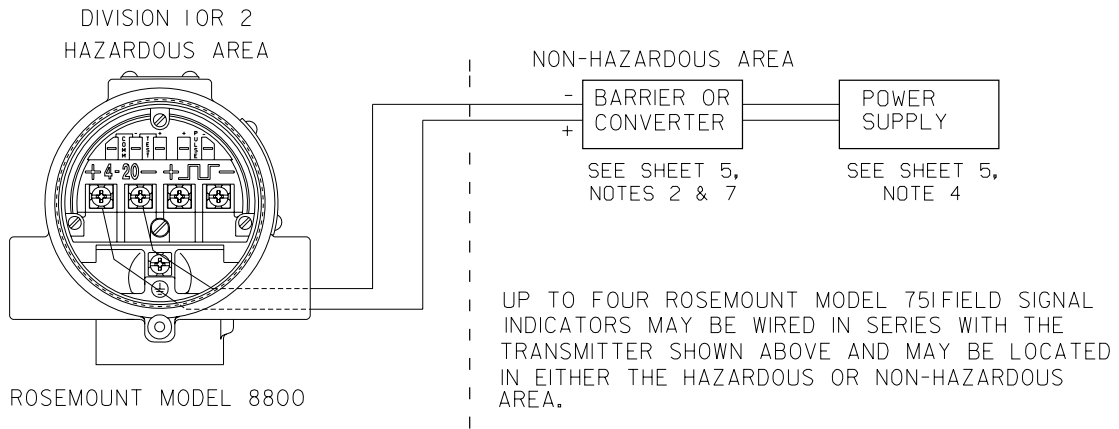 DIVISION 1 OR 2
HAZARDOUS AREA
NON-HAZARDOUS AREA
-
+
BARRIER OR
CONVERTER
POWER
SUPPLY
SEE SHEET 5,
NOTES 2 & 7
SEE SHEET 5,
NOTE 4
- + + -
COMM TEST PULSE
+ 4-20 - + -
UP TO FOUR ROSEMOUNT MODEL 751 FIELD SIGNAL
INDICATORS MAY BE WIRED IN SERIES WITH THE
TRANSMITTER SHOWN ABOVE AND MAY BE LOCATED
IN EITHER THE HAZARDOUS OR NON-HAZARDOUS
AREA.
ROSEMOUNT MODEL 8800